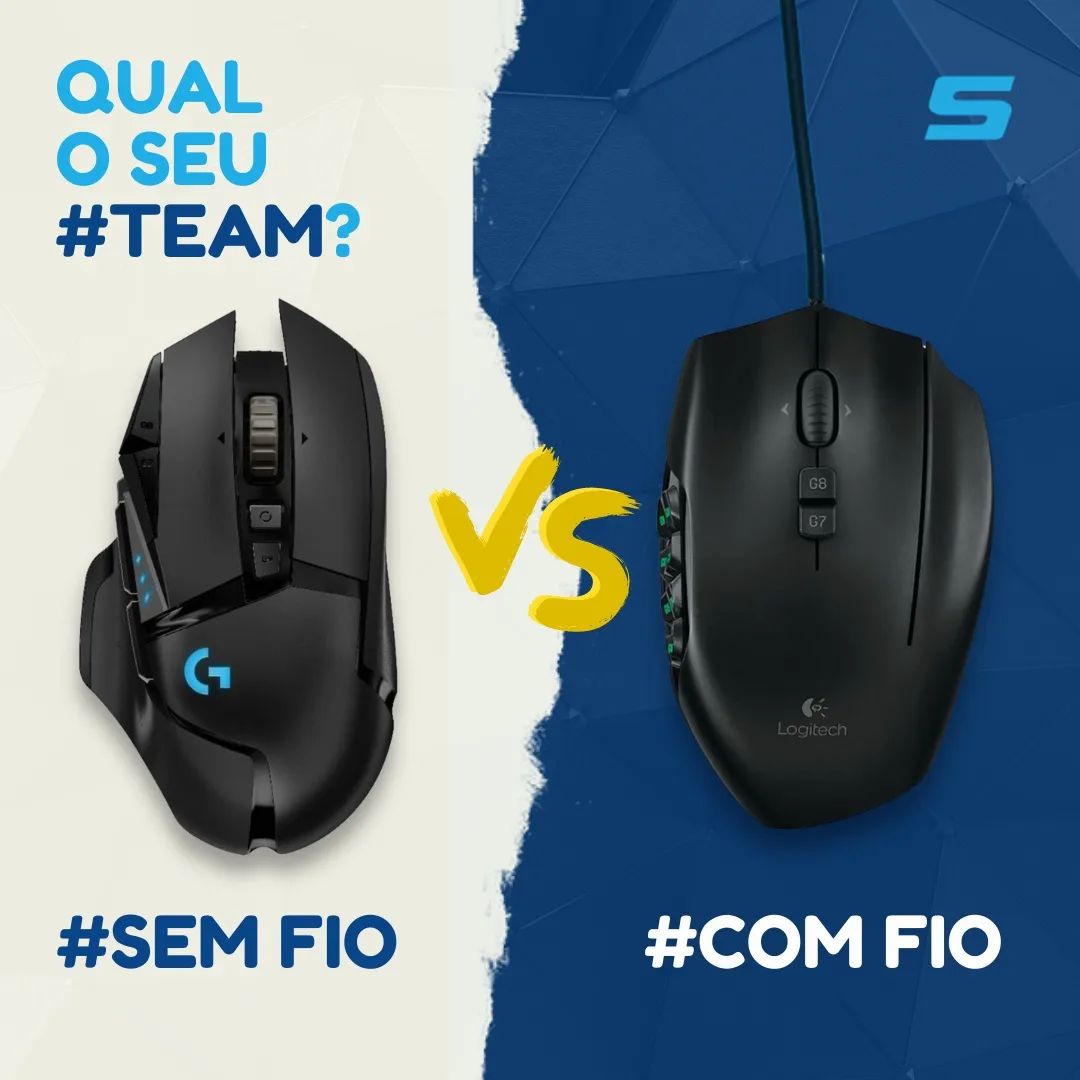 QUAL
O SEU
#TEAM?
VS
G8
G7
Logitech
#SEM FIO
#COM FIO